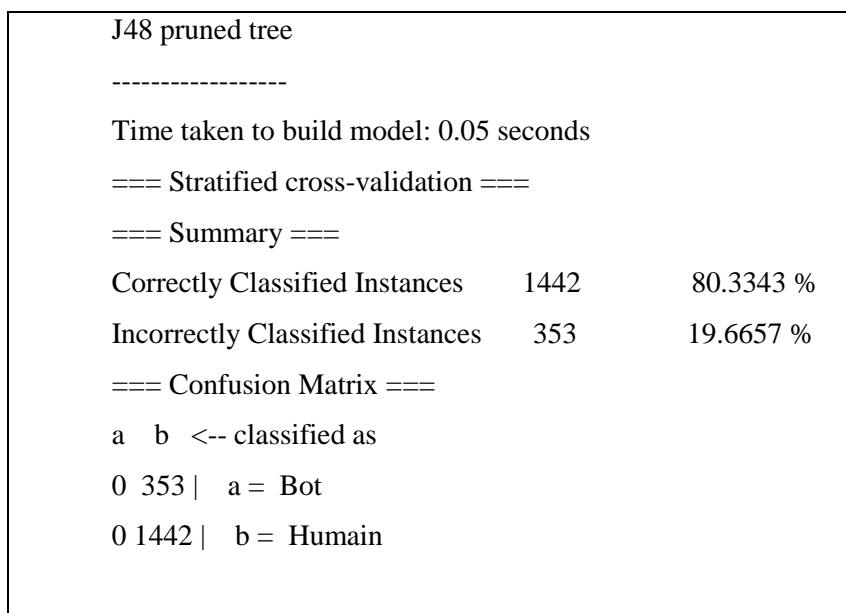 J48 pruned tree
------------------
Time taken to build model: 0.05 seconds
=== Stratified cross-validation ===
=== Summary ===
Correctly Classified Instances 1442 80.3343 %
Incorrectly Classified Instances 353 19.6657 %
=== Confusion Matrix ===
a b <-- classified as
0 353 | a = Bot
0 1442 | b = Humain